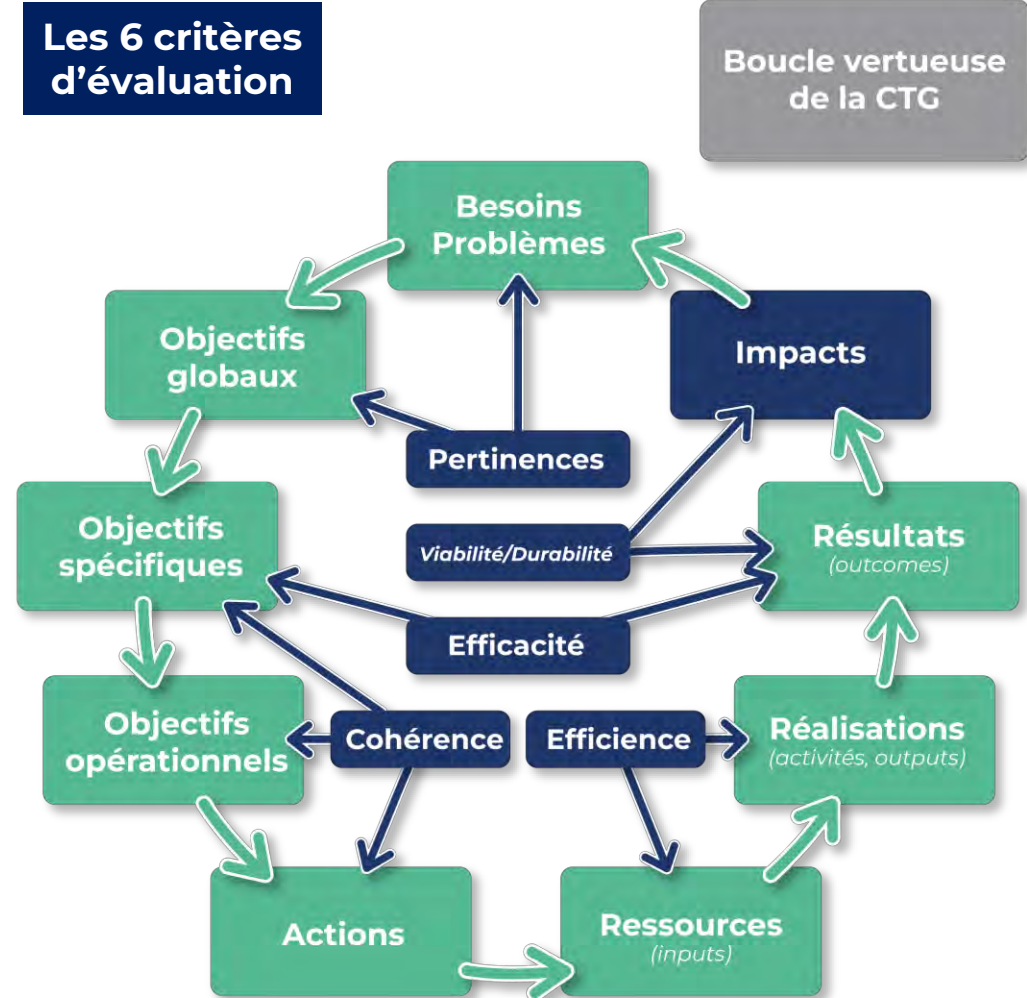 Les 6 critères
d'évaluation
Boucle vertueuse
de la CTG
Besoins
Problèmes
Objectifs
globaux
Impacts
Pertinences
Objectifs
spécifiques
Viabilité/Durabilité
Résultats
(outcomes)
Efficacité
Objectifs
opérationnels
Cohérence
Efficience
Réalisations
(activités, outputs)
Actions
Ressources
(inputs)